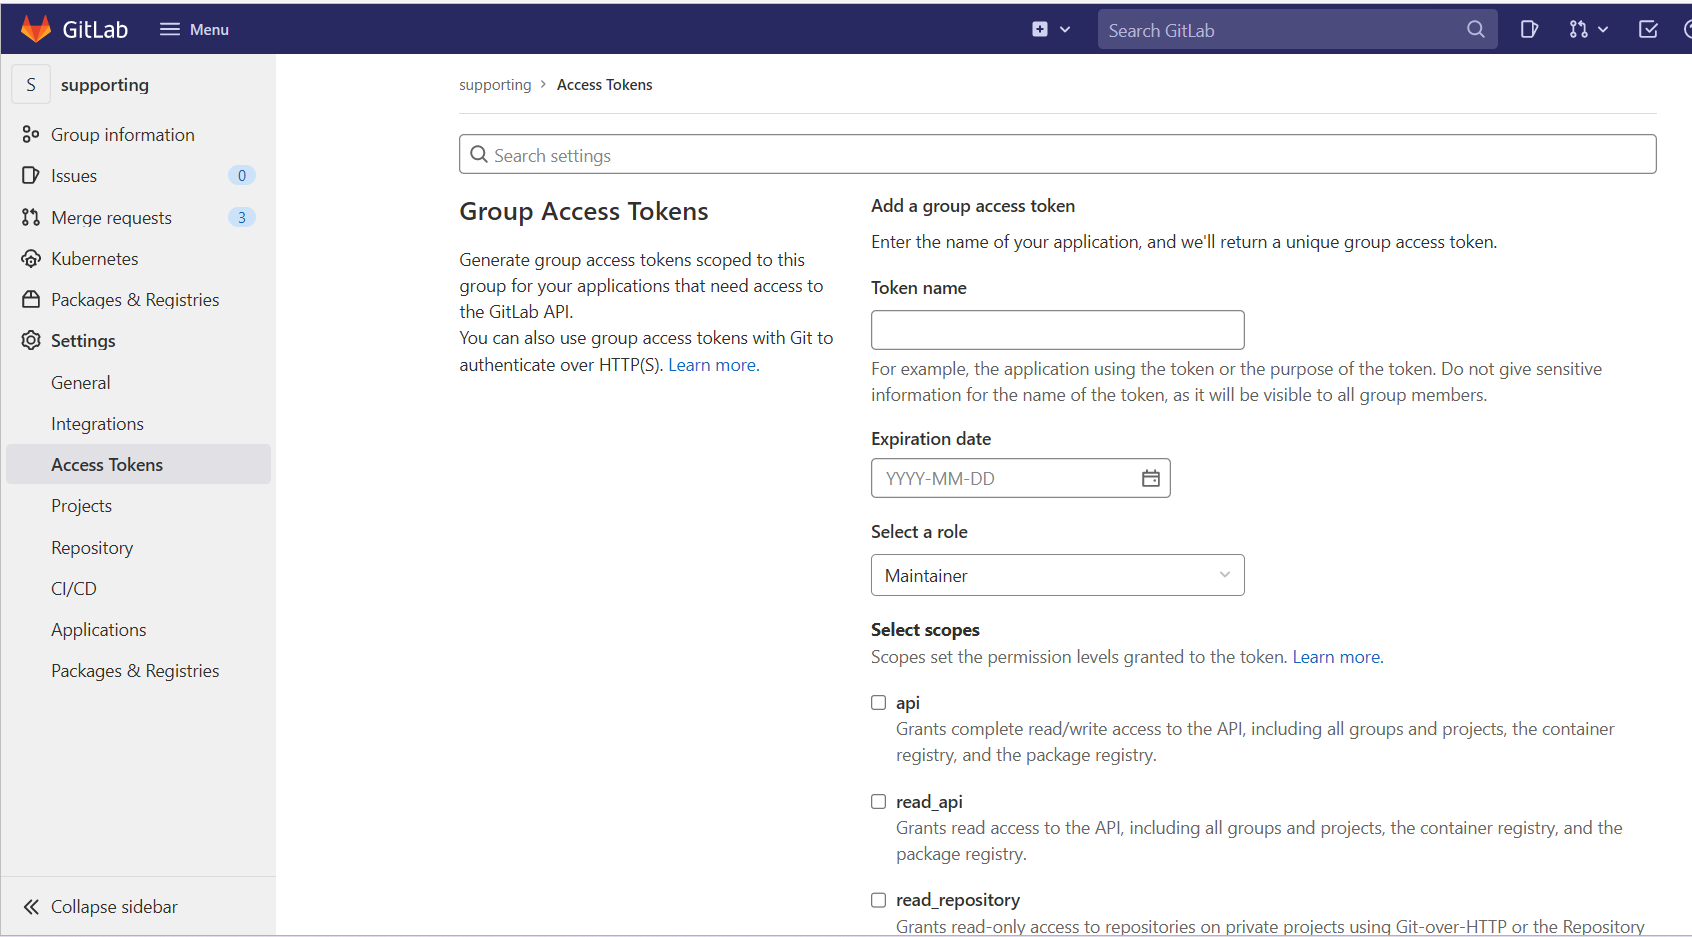 GitLab
Menu
Search GitLab
S
supporting
Group information
Issues
0
Merge requests
3
Kubernetes
Packages & Registries
Settings
General
Integrations
Access Tokens
Projects
Repository
CI/CD
Applications
Packages & Registries
Collapse sidebar
supporting > Access Tokens
Search settings
Group Access Tokens
Generate group access tokens scoped to this
group for your applications that need access to
the GitLab API.
You can also use group access tokens with Git to
authenticate over HTTP(S). Learn more.
Add a group access token
Enter the name of your application, and we'll return a unique group access token.
Token name
For example, the application using the token or the purpose of the token. Do not give sensitive
information for the name of the token, as it will be visible to all group members.
Expiration date
YYYY-MM-DD
Select a role
Maintainer
Select scopes
Scopes set the permission levels granted to the token. Learn more.
api
Grants complete read/write access to the API, including all groups and projects, the container
registry, and the package registry.
read_api
Grants read access to the API, including all groups and projects, the container registry, and the
package registry.
read_repository
Grants read-only access to repositories on private projects using Git-over-HTTP or the Repository